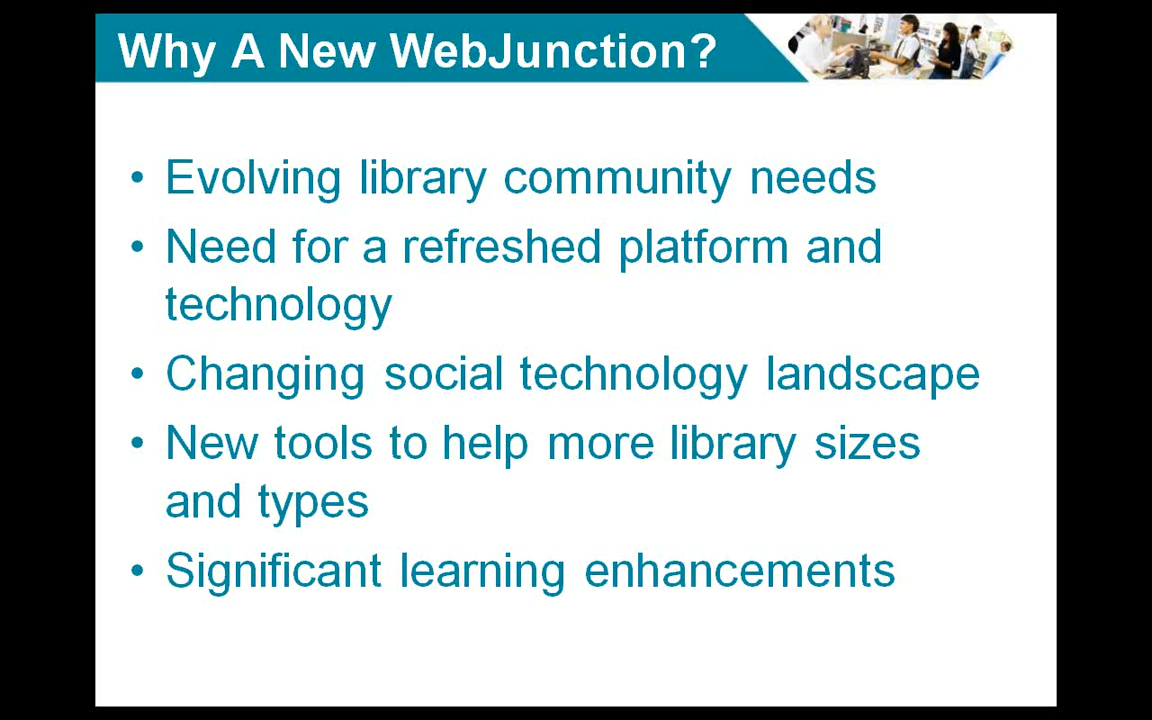 Why A New WebJunction?
• Evolving library community needs
• Need for a refreshed platform and
technology
• Changing social technology landscape
• New tools to help more library sizes
and types
• Significant learning enhancements